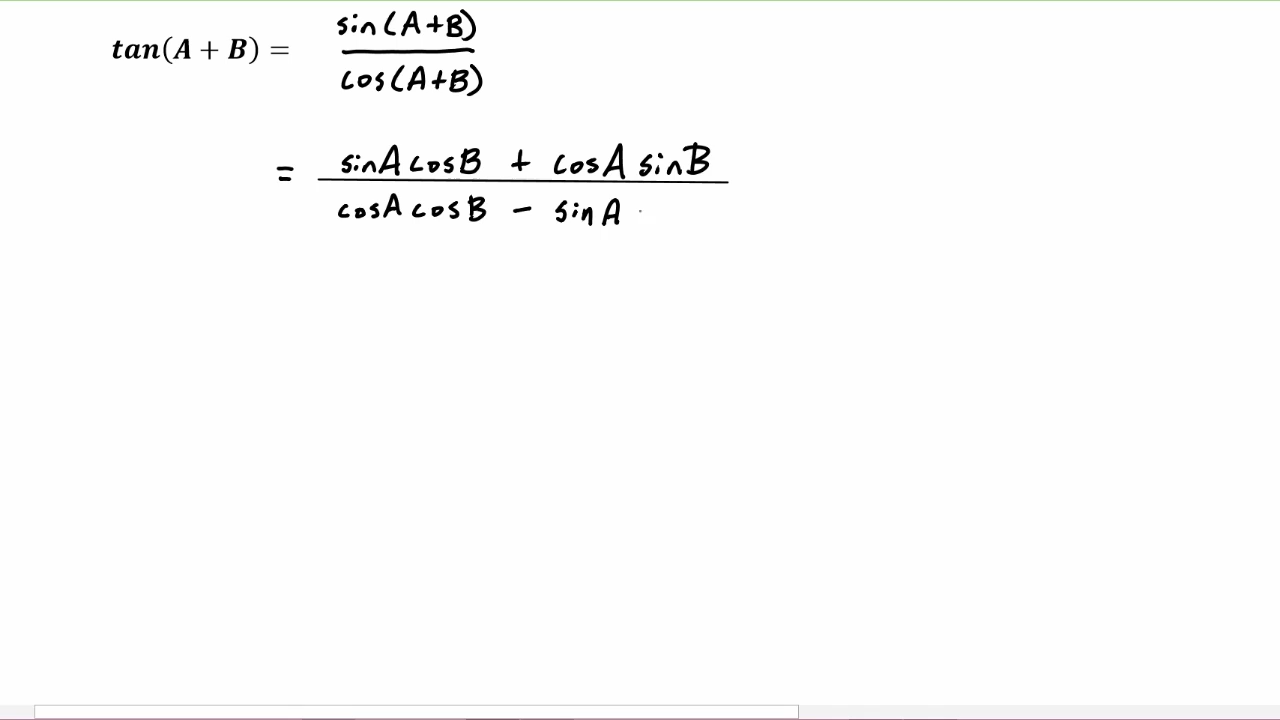 tan(A + B) = sin(A+B)
cos(A+B)
= sinA cosB + cosA sinB
cosA cosB - sinA